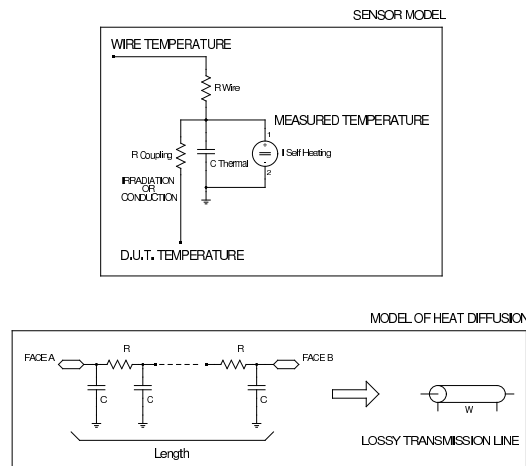 SENSOR MODEL
WIRE TEMPERATURE
R Wire
MEASURED TEMPERATURE
1
R Coupling
C Thermal
I Self Heating
2
IRRADIATION
OR
CONDUCTION
D.U.T. TEMPERATURE
MODEL OF HEAT DIFFUSION
R
R
FACE A
FACE B
C
C
C
W
Length
LOSSY TRANSMISSION LINE